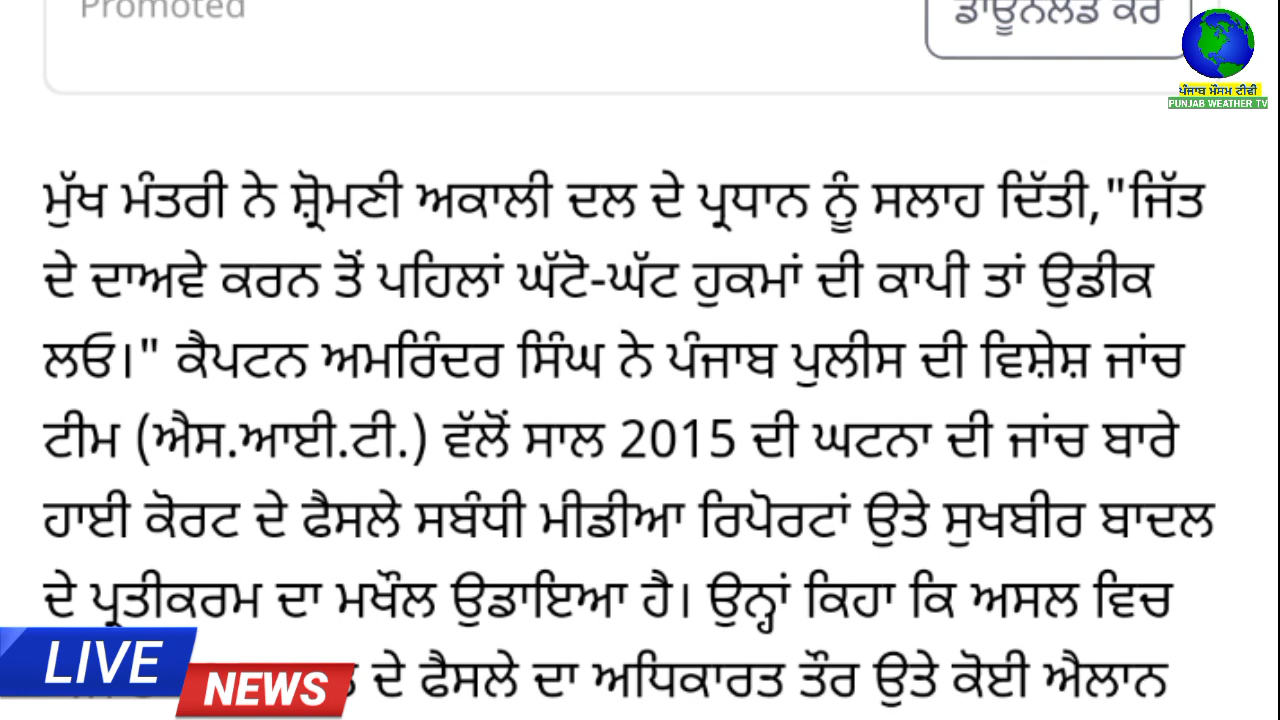 Promoted
ਡਾਊਨਲੋਡ ਕਰੋ
ਪੰਜਾਬ ਮੌਸਮ ਟੀਵੀ
PUNJAB WEATHER TV
ਮੁੱਖ ਮੰਤਰੀ ਨੇ ਸ਼੍ਰੋਮਣੀ ਅਕਾਲੀ ਦਲ ਦੇ ਪ੍ਰਧਾਨ ਨੂੰ ਸਲਾਹ ਦਿੱਤੀ,"ਜਿੱਤ
ਦੇ ਦਾਅਵੇ ਕਰਨ ਤੋਂ ਪਹਿਲਾਂ ਘੱਟੋ-ਘੱਟ ਹੁਕਮਾਂ ਦੀ ਕਾਪੀ ਤਾਂ ਉਡੀਕ
ਲਓ।" ਕੈਪਟਨ ਅਮਰਿੰਦਰ ਸਿੰਘ ਨੇ ਪੰਜਾਬ ਪੁਲੀਸ ਦੀ ਵਿਸ਼ੇਸ਼ ਜਾਂਚ
ਟੀਮ (ਐਸ.ਆਈ.ਟੀ.) ਵੱਲੋਂ ਸਾਲ 2015 ਦੀ ਘਟਨਾ ਦੀ ਜਾਂਚ ਬਾਰੇ
ਹਾਈ ਕੋਰਟ ਦੇ ਫੈਸਲੇ ਸਬੰਧੀ ਮੀਡੀਆ ਰਿਪੋਰਟਾਂ ਉਤੇ ਸੁਖਬੀਰ ਬਾਦਲ
ਦੇ ਪ੍ਰਤੀਕਰਮ ਦਾ ਮਖੌਲ ਉਡਾਇਆ ਹੈ। ਉਨ੍ਹਾਂ ਕਿਹਾ ਕਿ ਅਸਲ ਵਿਚ
ਦੇ ਫੈਸਲੇ ਦਾ ਅਧਿਕਾਰਤ ਤੌਰ ਉਤੇ ਕੋਈ ਐਲਾਨ
LIVE
NEWS